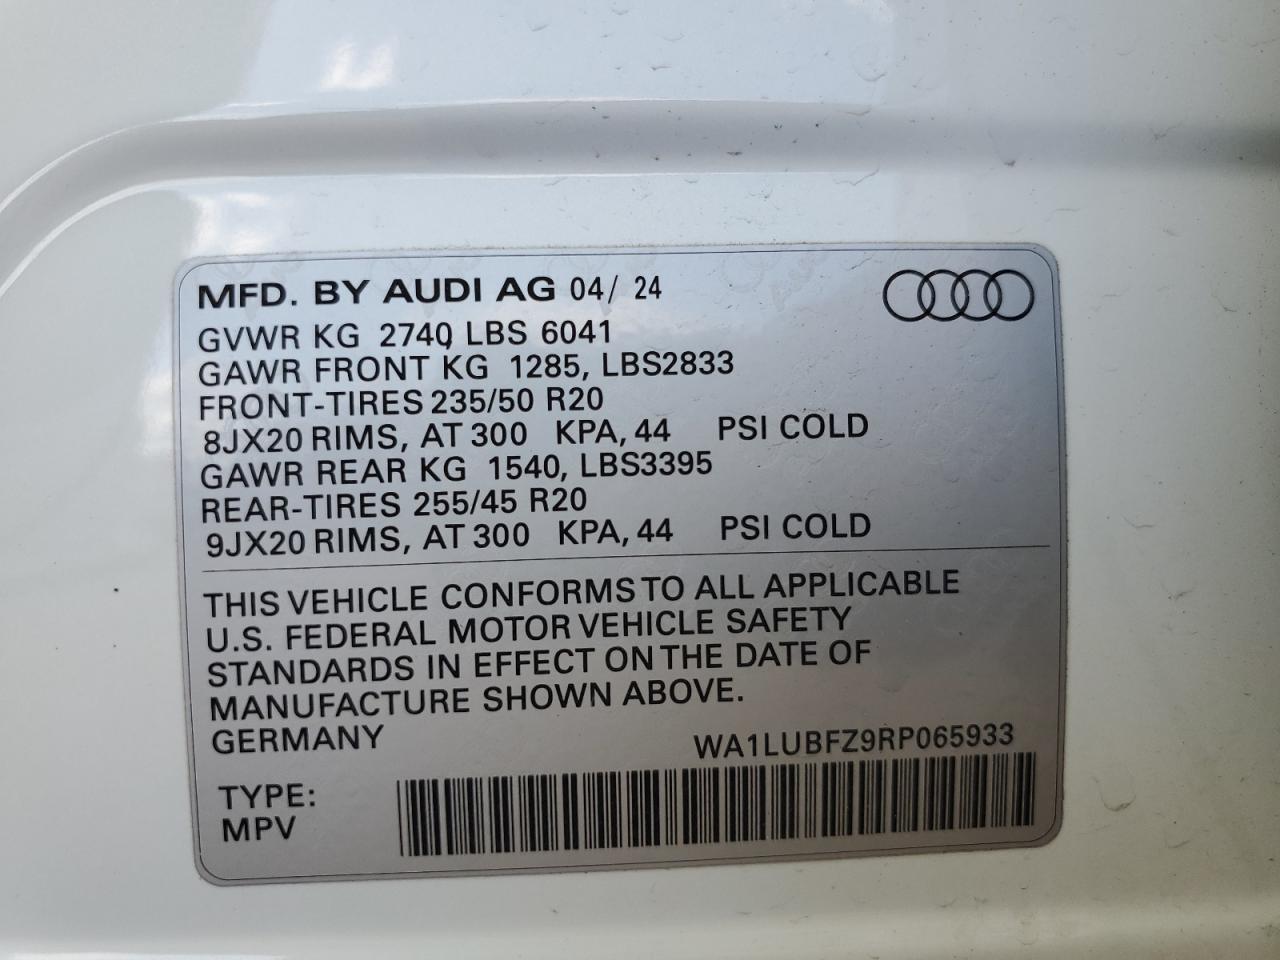 MFD. BY AUDI AG 04/ 24
GVWR KG 2740 LBS 6041
GAWR FRONT KG 1285, LBS2833
FRONT-TIRES 235/50 R20
8JX20 RIMS, AT 300 KPA, 44 PSI COLD
GAWR REAR KG 1540, LBS3395
REAR-TIRES 255/45 R20
9JX20 RIMS, AT 300 KPA, 44 PSI COLD
THIS VEHICLE CONFORMS TO ALL APPLICABLE
U.S. FEDERAL MOTOR VEHICLE SAFETY
STANDARDS IN EFFECT ON THE DATE OF
MANUFACTURE SHOWN ABOVE.
GERMANY WA1LUBFZ9RP065933
TYPE:
MPV